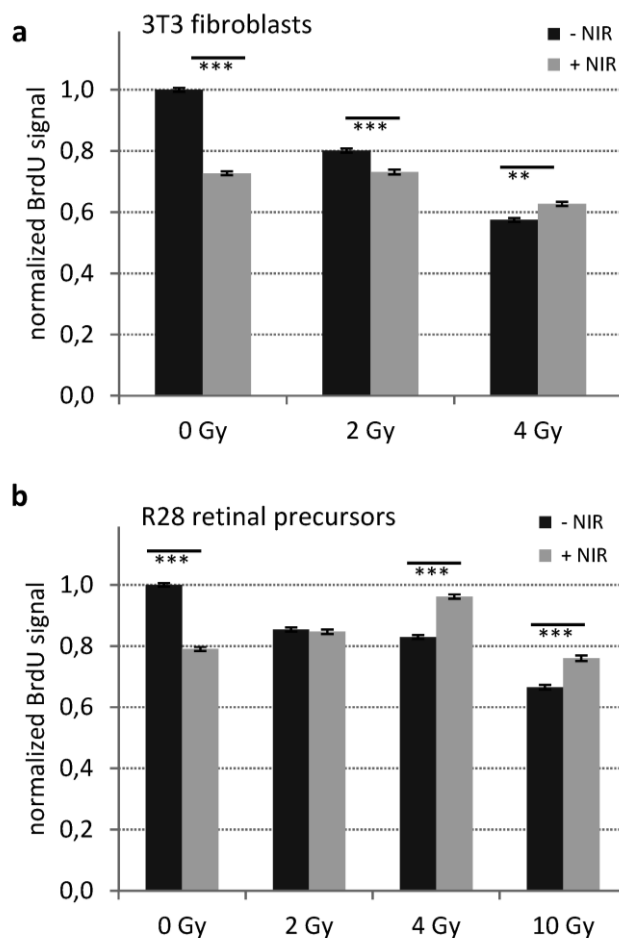 a
3T3 fibroblasts
- NIR
+ NIR
normalized BrdU signal
1,0
0,8
0,6
0,4
0,2
0,0
***
***
**
0 Gy
2 Gy
4 Gy
b
R28 retinal precursors
- NIR
+ NIR
normalized BrdU signal
1,0
0,8
0,6
0,4
0,2
0,0
***
***
***
0 Gy
2 Gy
4 Gy
10 Gy